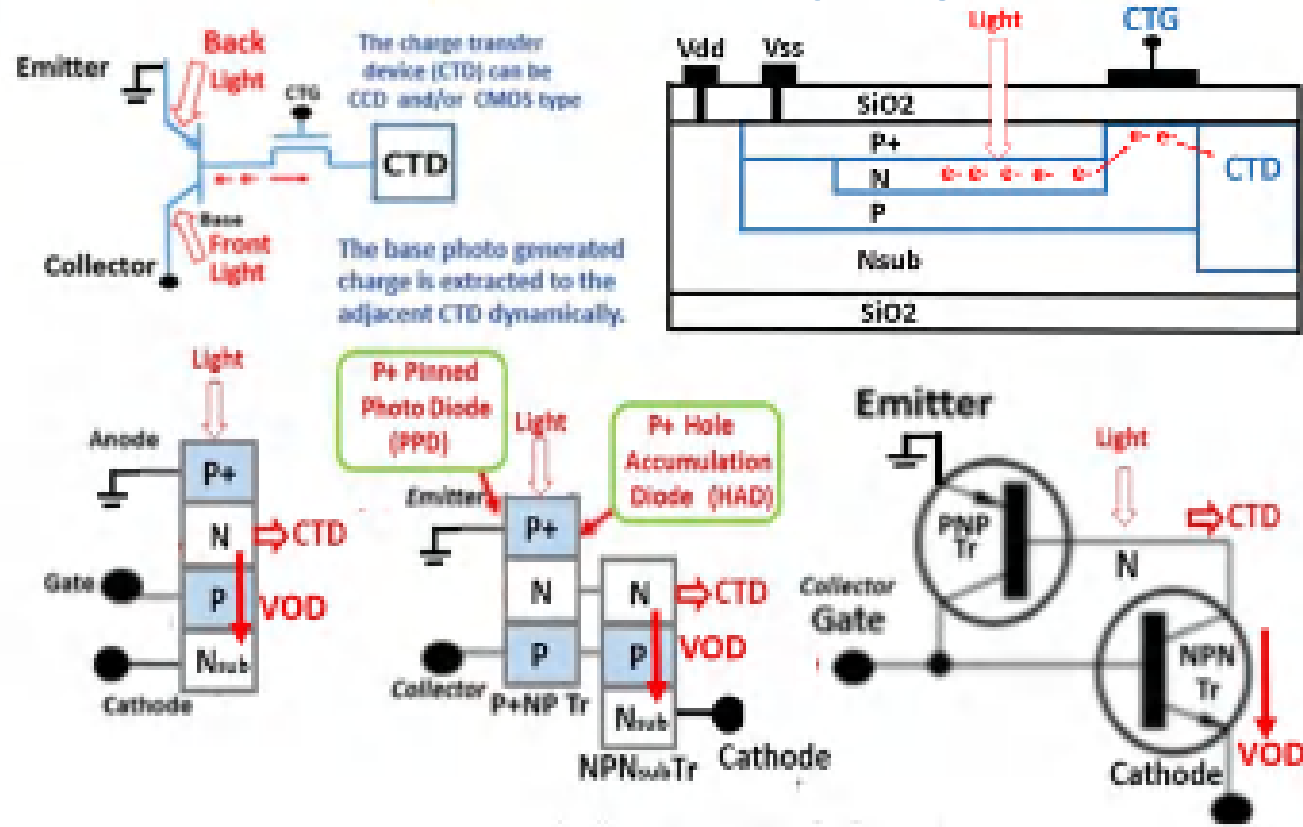 Back
Light
Emitter
The charge transfer
device (CTD) can be
CCD and/or CMOS type
CTG
CTD
Base
Front
Light
Collector
The base photo generated
charge is extracted to the
adjacent CTD dynamically.
Light
CTG
Vdd
Vss
SiO2
P+
e- e-
N
e- e- e- e- e-
CTD
P
Nsub
SiO2
Light
Anode
P+
N
CTD
Gate
P
VOD
Nsub
Cathode
P+ Pinned
Photo Diode
(PPD)
Light
P+ Hole
Accumulation
Diode (HAD)
Emitter
P+
N
N
CTD
P
P
VOD
Collector
P+NP Tr
Nsub
NPNsubTr
Cathode
Emitter
Light
PNP
Tr
CTD
N
Collector
Gate
NPN
Tr
VOD
Cathode